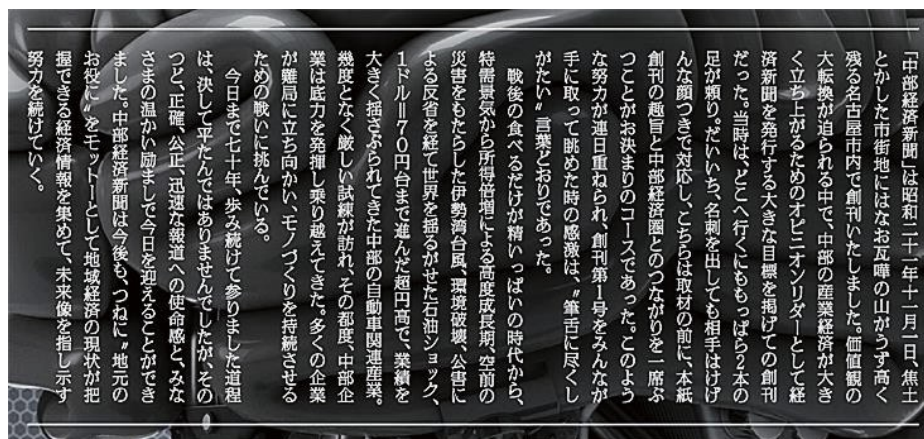 「中部経済新聞」は昭和二十一年十一月一日、焦土
とかした市街地にはなお瓦礫の山がうず高く
残る名古屋市内で創刊いたしました。価値観の
大転換が迫られる中で、中部の産業経済が大き
く立ち上がるためのオピニオンリーダーとして経
済新聞を発行する大きな目標を掲げての創刊
だった。当時は、どこへ行くにももっぱら2本の
足が頼り。だいいち、名刺を出しても相手はけげ
んな顔つきで対応し、こちらは取材の前に、本紙
創刊の趣旨と中部経済圏とのつながりを一席ぶ
つことがお決まりのコースであった。このよう
な努力が連日重ねられ、創刊第1号をみんなが
手に取って眺めた時の感激は、〝筆舌に尽くし
がたい〟言葉どおりであった。
戦後の食べるだけが精いっぱいの時代から、
特需景気から所得倍増による高度成長期、空前の
災害をもたらした伊勢湾台風、環境破壊、公害に
よる反省を経て世界を揺るがせた石油ショック、
1ドル=70円台まで進んだ超円高で、業績を
大きく揺さぶられてきた中部の自動車関連産業。
幾度となく厳しい試練が訪れ、その都度、中部企
業は底力を発揮し乗り越えてきた。多くの企業
が難局に立ち向かい、モノづくりを持続させる
ための戦いに挑んでいる。
今日まで七十年、歩み続けて参りました道程
は、決して平たんではありませんでしたが、その
つど、正確、公正、迅速な報道への使命感と、みな
さまの温かい励ましで今日を迎えることができ
ました。中部経済新聞は今後も、つねに〝地元の
お役に〟をモットーとして地域経済の現状が把
握できる経済情報を集めて、未来像を指し示す
努力を続けていく。